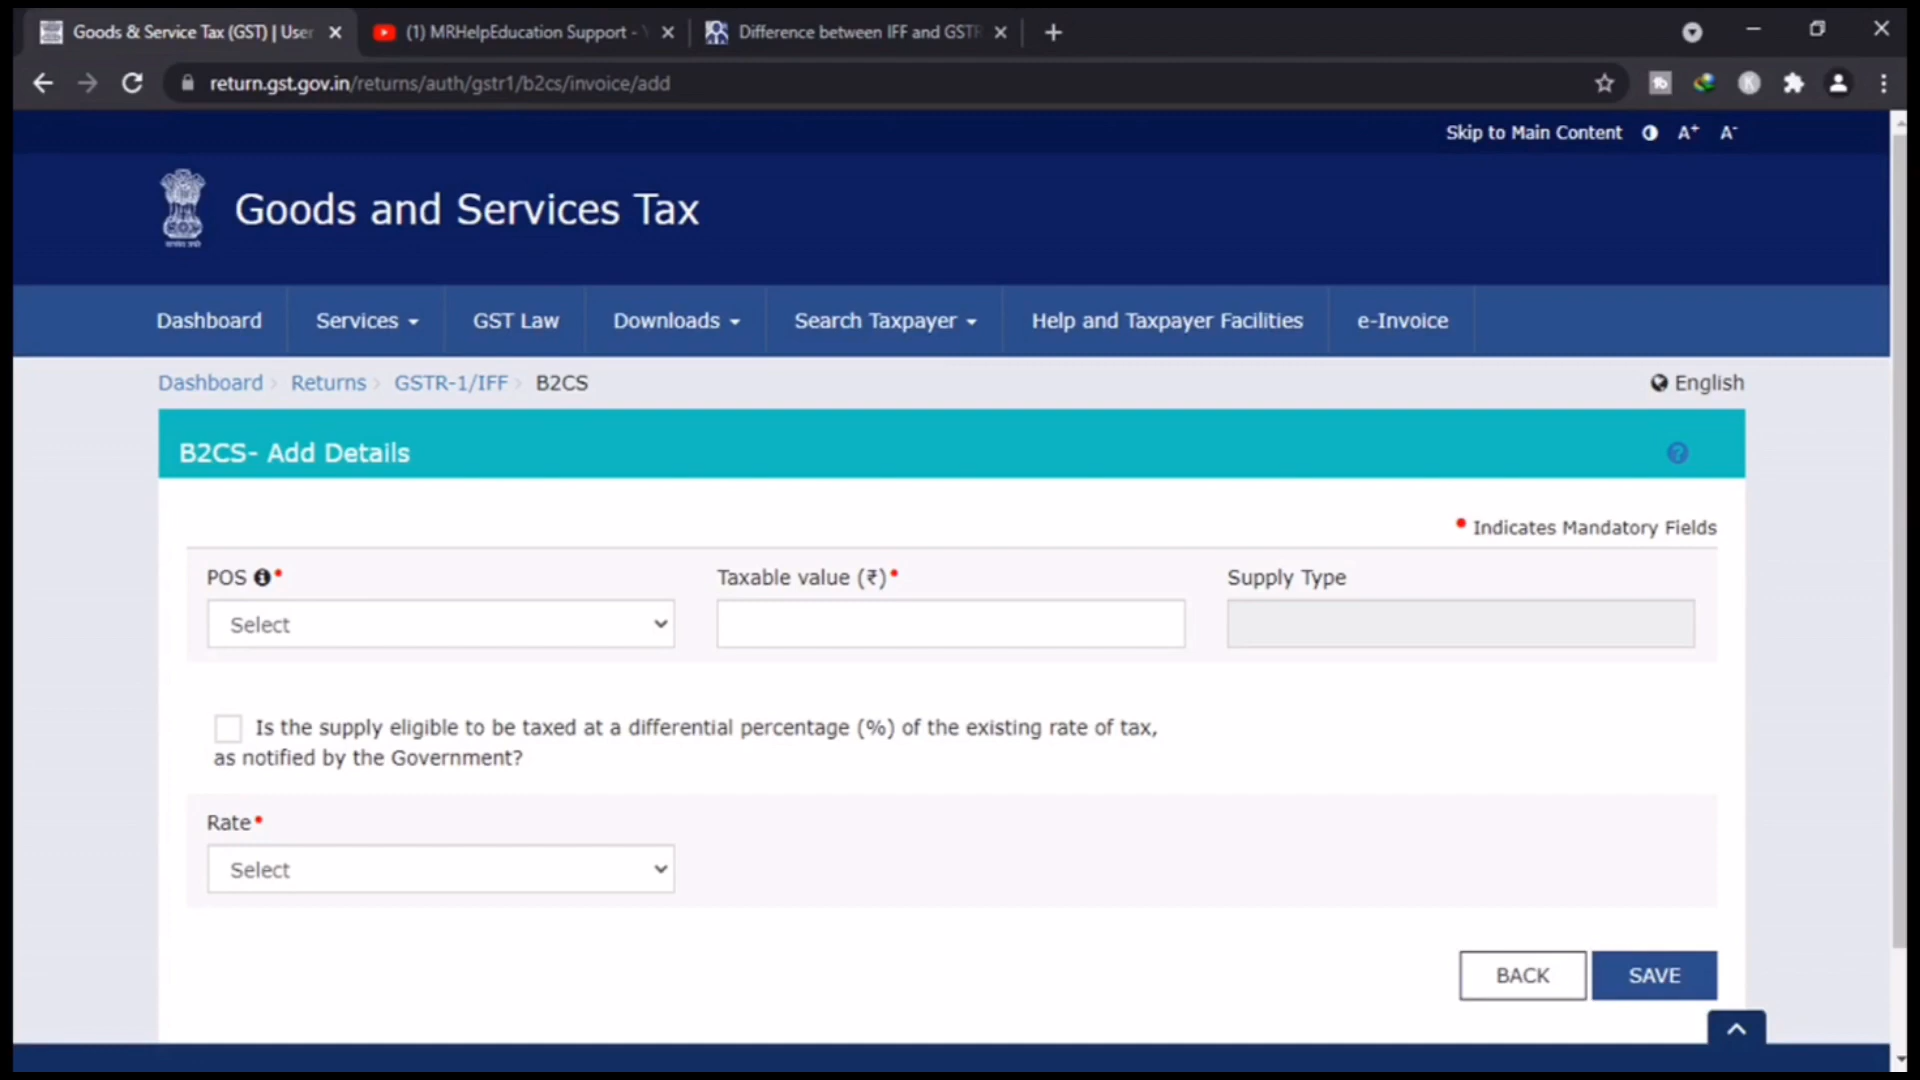 Goods & Service Tax (GST) | User
(1) MRHelpEducation Support -
Difference between IFF and GSTR
return.gst.gov.in/returns/auth/gstr1/b2cs/invoice/add
Skip to Main Content A+ A-
Goods and Services Tax
Dashboard Services GST Law Downloads Search Taxpayer Help and Taxpayer Facilities e-Invoice
Dashboard Returns GSTR-1/IFF B2CS
English
B2CS- Add Details
Indicates Mandatory Fields
POS Taxable value (₹) Supply Type
Select
Is the supply eligible to be taxed at a differential percentage (%) of the existing rate of tax,
as notified by the Government?
Rate
Select
BACK SAVE